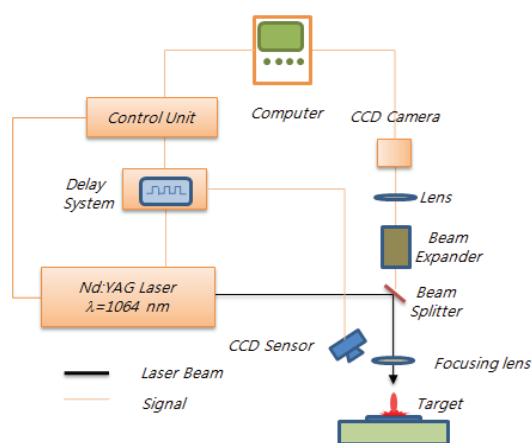 Control Unit
Computer
CCD Camera
Delay
System
Lens
Beam
Expander
Nd:YAG Laser
λ=1064 nm
Beam
Splitter
CCD Sensor
Focusing lens
Laser Beam
Signal
Target